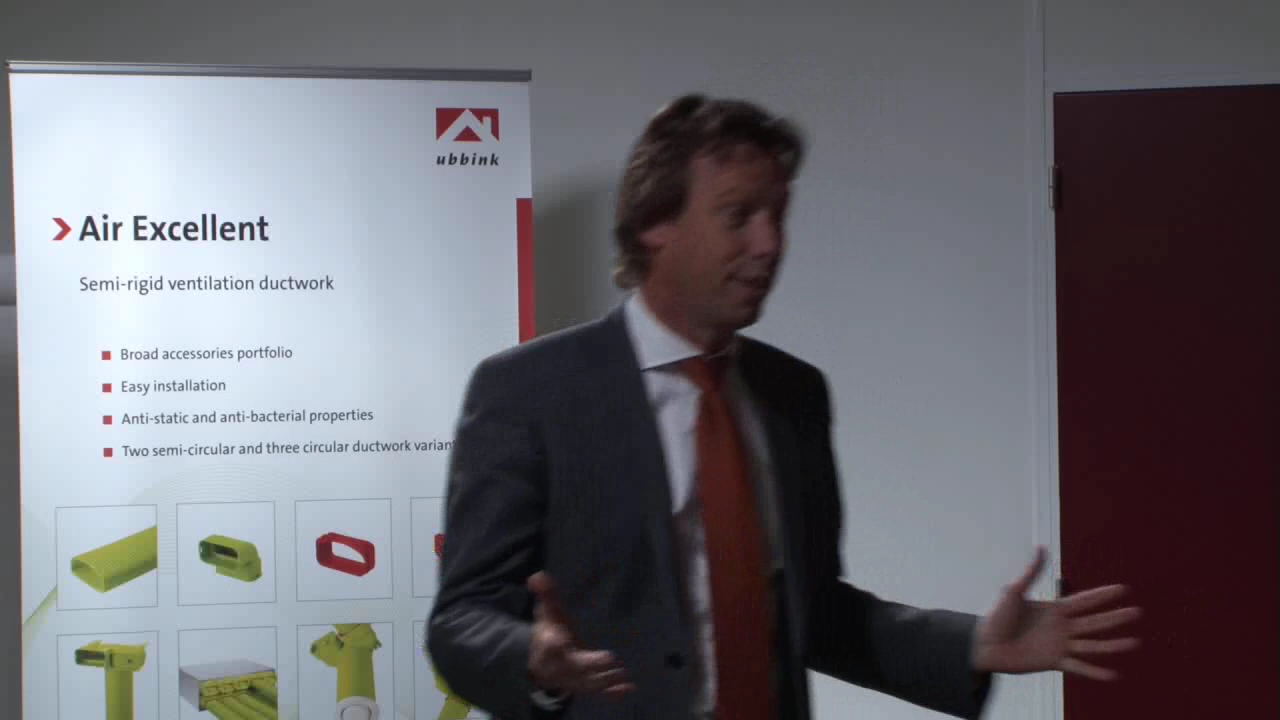 ubbink
Air Excellent
Semi-rigid ventilation ductwork
Broad accessories portfolio
Easy installation
Anti-static and anti-bacterial properties
Two semi-circular and three circular ductwork variant